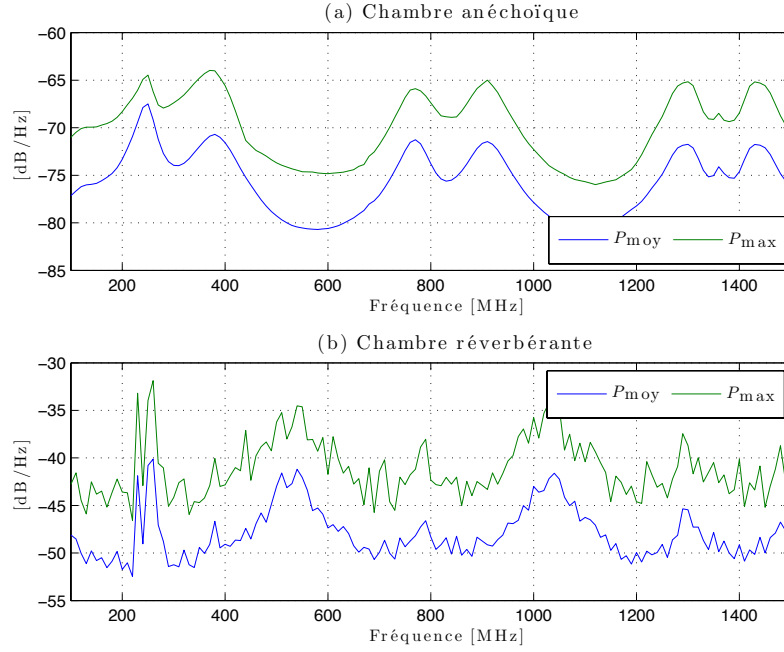 (a) Chambre anéchoïque
−60
−65
−70
−75
−80
−85
[dB/Hz]
200 400 600 800 1000 1200 1400
Fréquence [MHz]
Pmoy Pmax
(b) Chambre réverbérante
−30
−35
−40
−45
−50
−55
[dB/Hz]
200 400 600 800 1000 1200 1400
Fréquence [MHz]
Pmoy Pmax